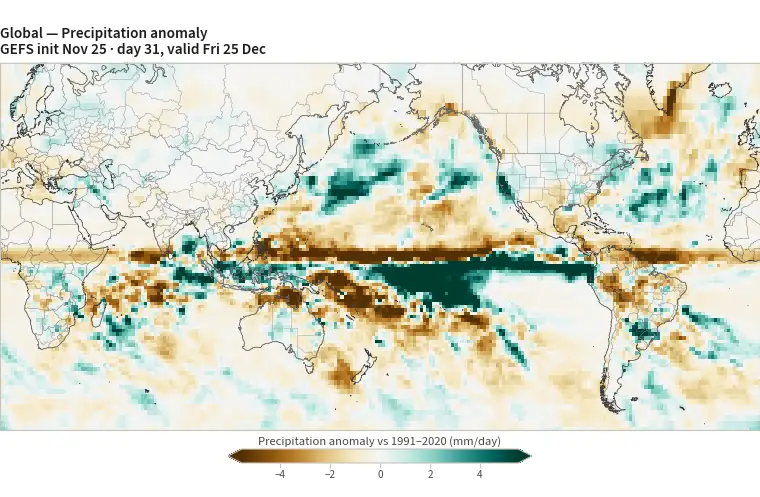 Global — Precipitation anomaly
GEFS init Nov 25 · day 31, valid Fri 25 Dec
Precipitation anomaly vs 1991–2020 (mm/day)
−4 −2 0 2 4